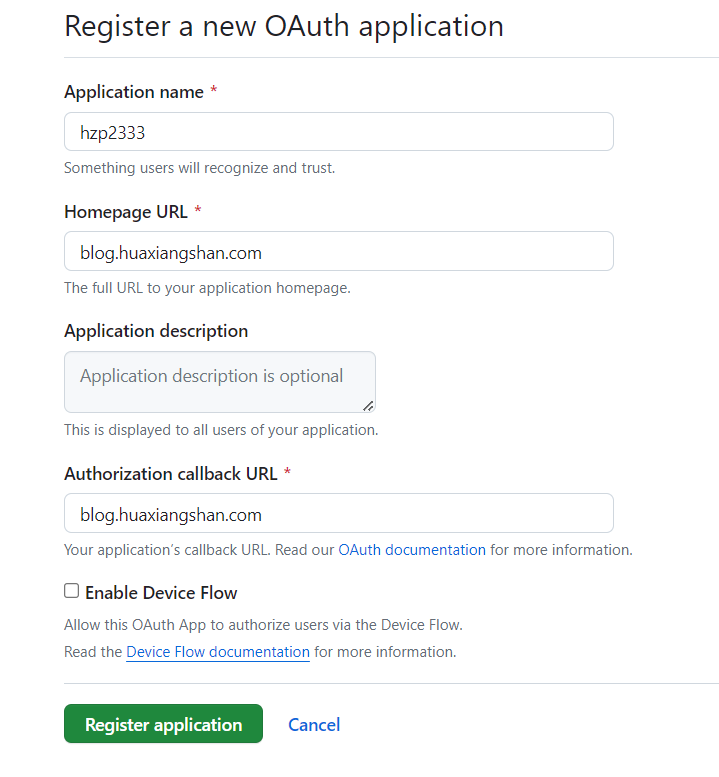 Register a new OAuth application
Application name *
hzp2333
Something users will recognize and trust.
Homepage URL *
blog.huaxiangshan.com
The full URL to your application homepage.
Application description
Application description is optional
This is displayed to all users of your application.
Authorization callback URL *
blog.huaxiangshan.com
Your application’s callback URL. Read our OAuth documentation for more information.
Enable Device Flow
Allow this OAuth App to authorize users via the Device Flow.
Read the Device Flow documentation for more information.
Register application Cancel